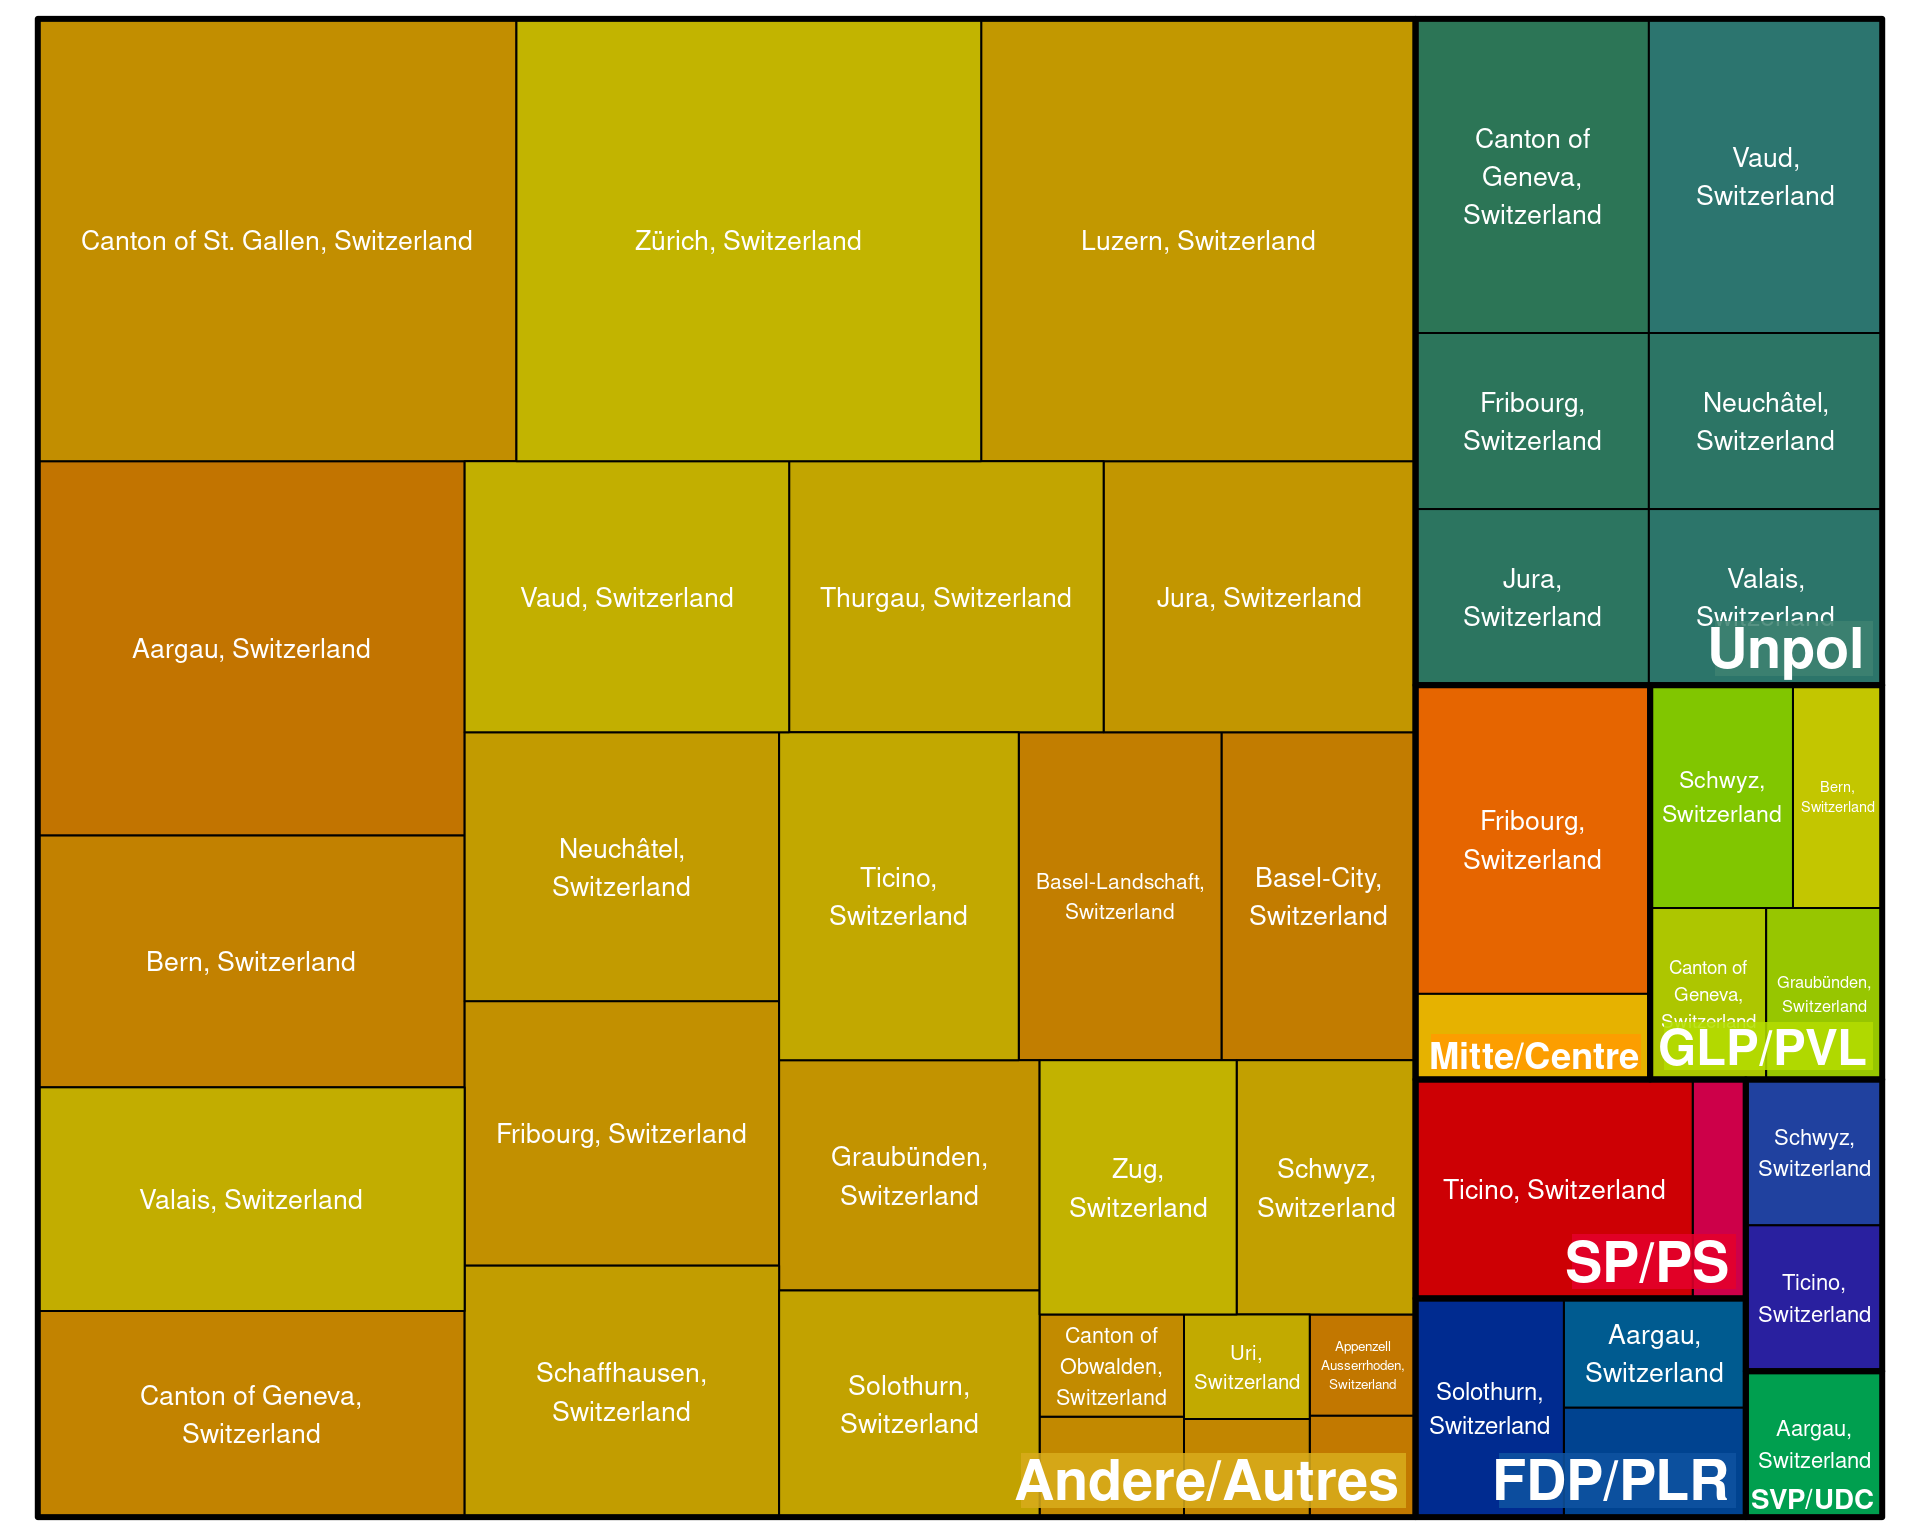 Canton of St. Gallen, Switzerland
Zürich, Switzerland
Luzern, Switzerland
Aargau, Switzerland
Vaud, Switzerland
Thurgau, Switzerland
Jura, Switzerland
Bern, Switzerland
Neuchâtel,
Switzerland
Ticino,
Switzerland
Basel-Landschaft,
Switzerland
Basel-City,
Switzerland
Valais, Switzerland
Fribourg, Switzerland
Graubünden,
Switzerland
Zug,
Switzerland
Schwyz,
Switzerland
Canton of Geneva,
Switzerland
Schaffhausen,
Switzerland
Solothurn,
Switzerland
Canton of
Obwalden,
Switzerland
Uri,
Switzerland
Appenzell
Ausserrhoden,
Switzerland
Andere/Autres
Canton of
Geneva,
Switzerland
Vaud,
Switzerland
Fribourg,
Switzerland
Neuchâtel,
Switzerland
Jura,
Switzerland
Valais,
Switzerland
Unpol
Fribourg,
Switzerland
Mitte/Centre
Schwyz,
Switzerland
Bern,
Switzerland
Canton of
Geneva,
Switzerland
Graubünden,
Switzerland
GLP/PVL
Ticino, Switzerland
SP/PS
Schwyz,
Switzerland
Ticino,
Switzerland
Solothurn,
Switzerland
Aargau,
Switzerland
FDP/PLR
Aargau,
Switzerland
SVP/UDC